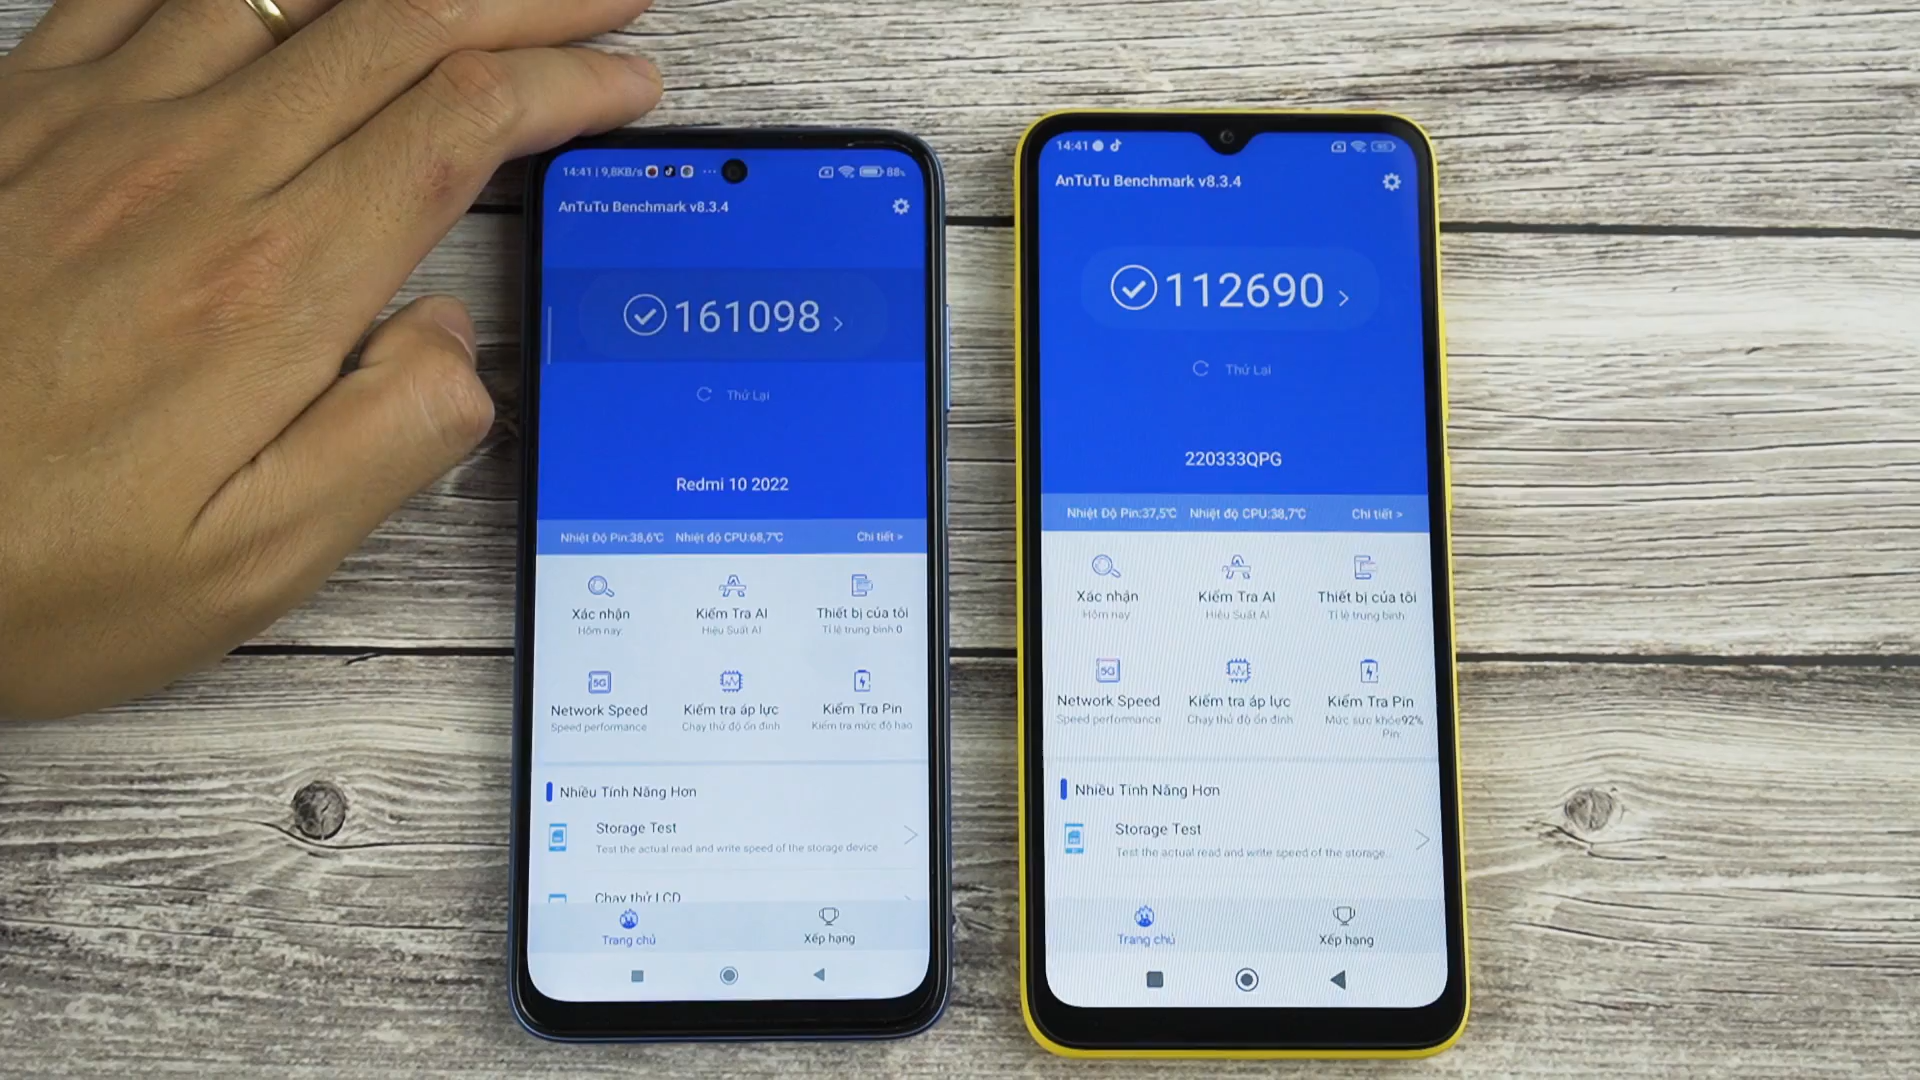 14:41 | 9,8KB/s
88%
AnTuTu Benchmark v8.3.4
161098
Thử Lại
Redmi 10 2022
Nhiệt Độ Pin:38,6℃ Nhiệt độ CPU:68,7℃ Chi tiết >
Xác nhận Kiểm Tra AI Thiết bị của tôi
Hôm nay Hiệu Suất AI Tỉ lệ trung bình 0
5G
Network Speed Kiểm tra áp lực Kiểm Tra Pin
Speed performance Chạy thử độ ổn định Kiểm tra mức độ hao
Nhiều Tính Năng Hơn
Storage Test
Test the actual read and write speed of the storage device
Chạy thử LCD
Trang chủ Xếp hạng
14:41
AnTuTu Benchmark v8.3.4
112690
Thử Lại
220333QPG
Nhiệt Độ Pin:37,5℃ Nhiệt độ CPU:38,7℃ Chi tiết >
Xác nhận Kiểm Tra AI Thiết bị của tôi
Hôm nay Hiệu Suất AI Tỉ lệ trung bình
5G
Network Speed Kiểm tra áp lực Kiểm Tra Pin
Speed performance Chạy thử độ ổn định Mức sức khỏe92%
Pin:
Nhiều Tính Năng Hơn
Storage Test
Test the actual read and write speed of the storage...
Trang chủ Xếp hạng